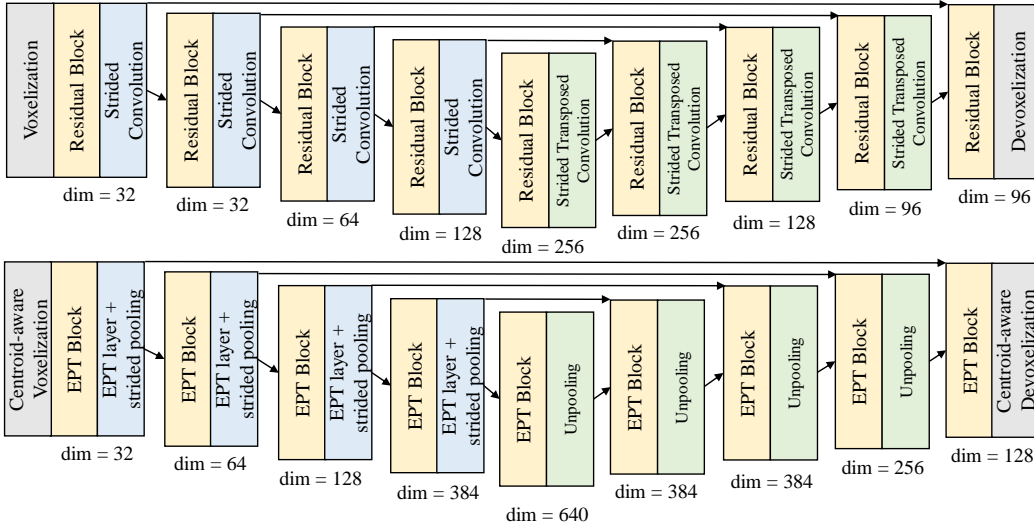 Voxelization
Residual Block
Strided
Convolution
dim = 32
Residual Block
Strided
Convolution
dim = 32
Residual Block
Strided
Convolution
dim = 64
Residual Block
Strided
Convolution
dim = 128
Residual Block
Strided Transposed
Convolution
dim = 256
Residual Block
Strided Transposed
Convolution
dim = 256
Residual Block
Strided Transposed
Convolution
dim = 128
Residual Block
Strided Transposed
Convolution
dim = 96
Residual Block
Devoxelization
dim = 96
Centroid-aware
Voxelization
EPT Block
EPT layer +
strided pooling
dim = 32
EPT Block
EPT layer +
strided pooling
dim = 64
EPT Block
EPT layer +
strided pooling
dim = 128
EPT Block
EPT layer +
strided pooling
dim = 384
EPT Block
Unpooling
dim = 640
EPT Block
Unpooling
dim = 384
EPT Block
Unpooling
dim = 384
EPT Block
Unpooling
dim = 256
EPT Block
Centroid-aware
Devoxelization
dim = 128